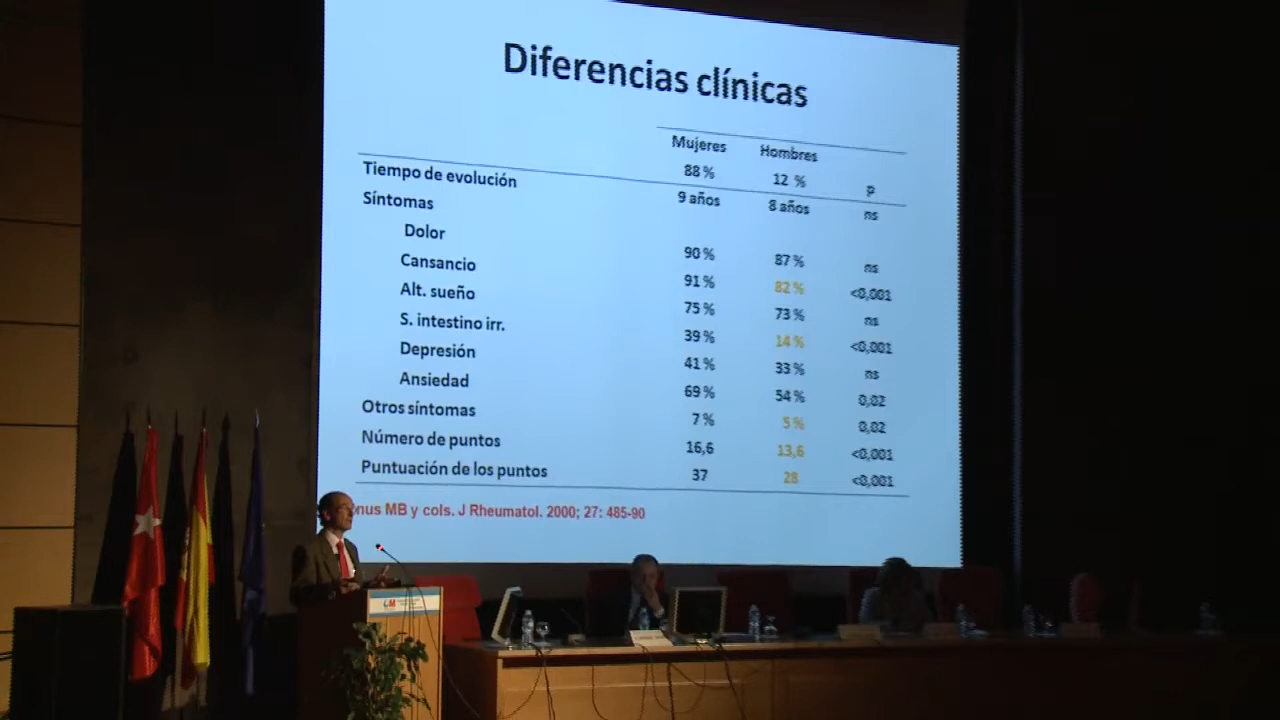 Diferencias clínicas
Mujeres Hombres
88 % 12 % p
Tiempo de evolución 9 años 8 años ns
Síntomas
Dolor 90 % 87 % ns
Cansancio 91 % 82 % <0,001
Alt. sueño 75 % 73 % ns
S. intestino irr. 39 % 14 % <0,001
Depresión 41 % 33 % ns
Ansiedad 69 % 54 % 0,02
Otros síntomas 7 % 5 % 0,02
Número de puntos 16,6 13,6 <0,001
Puntuación de los puntos 37 28 <0,001
MB y cols. J Rheumatol. 2000; 27: 485-90